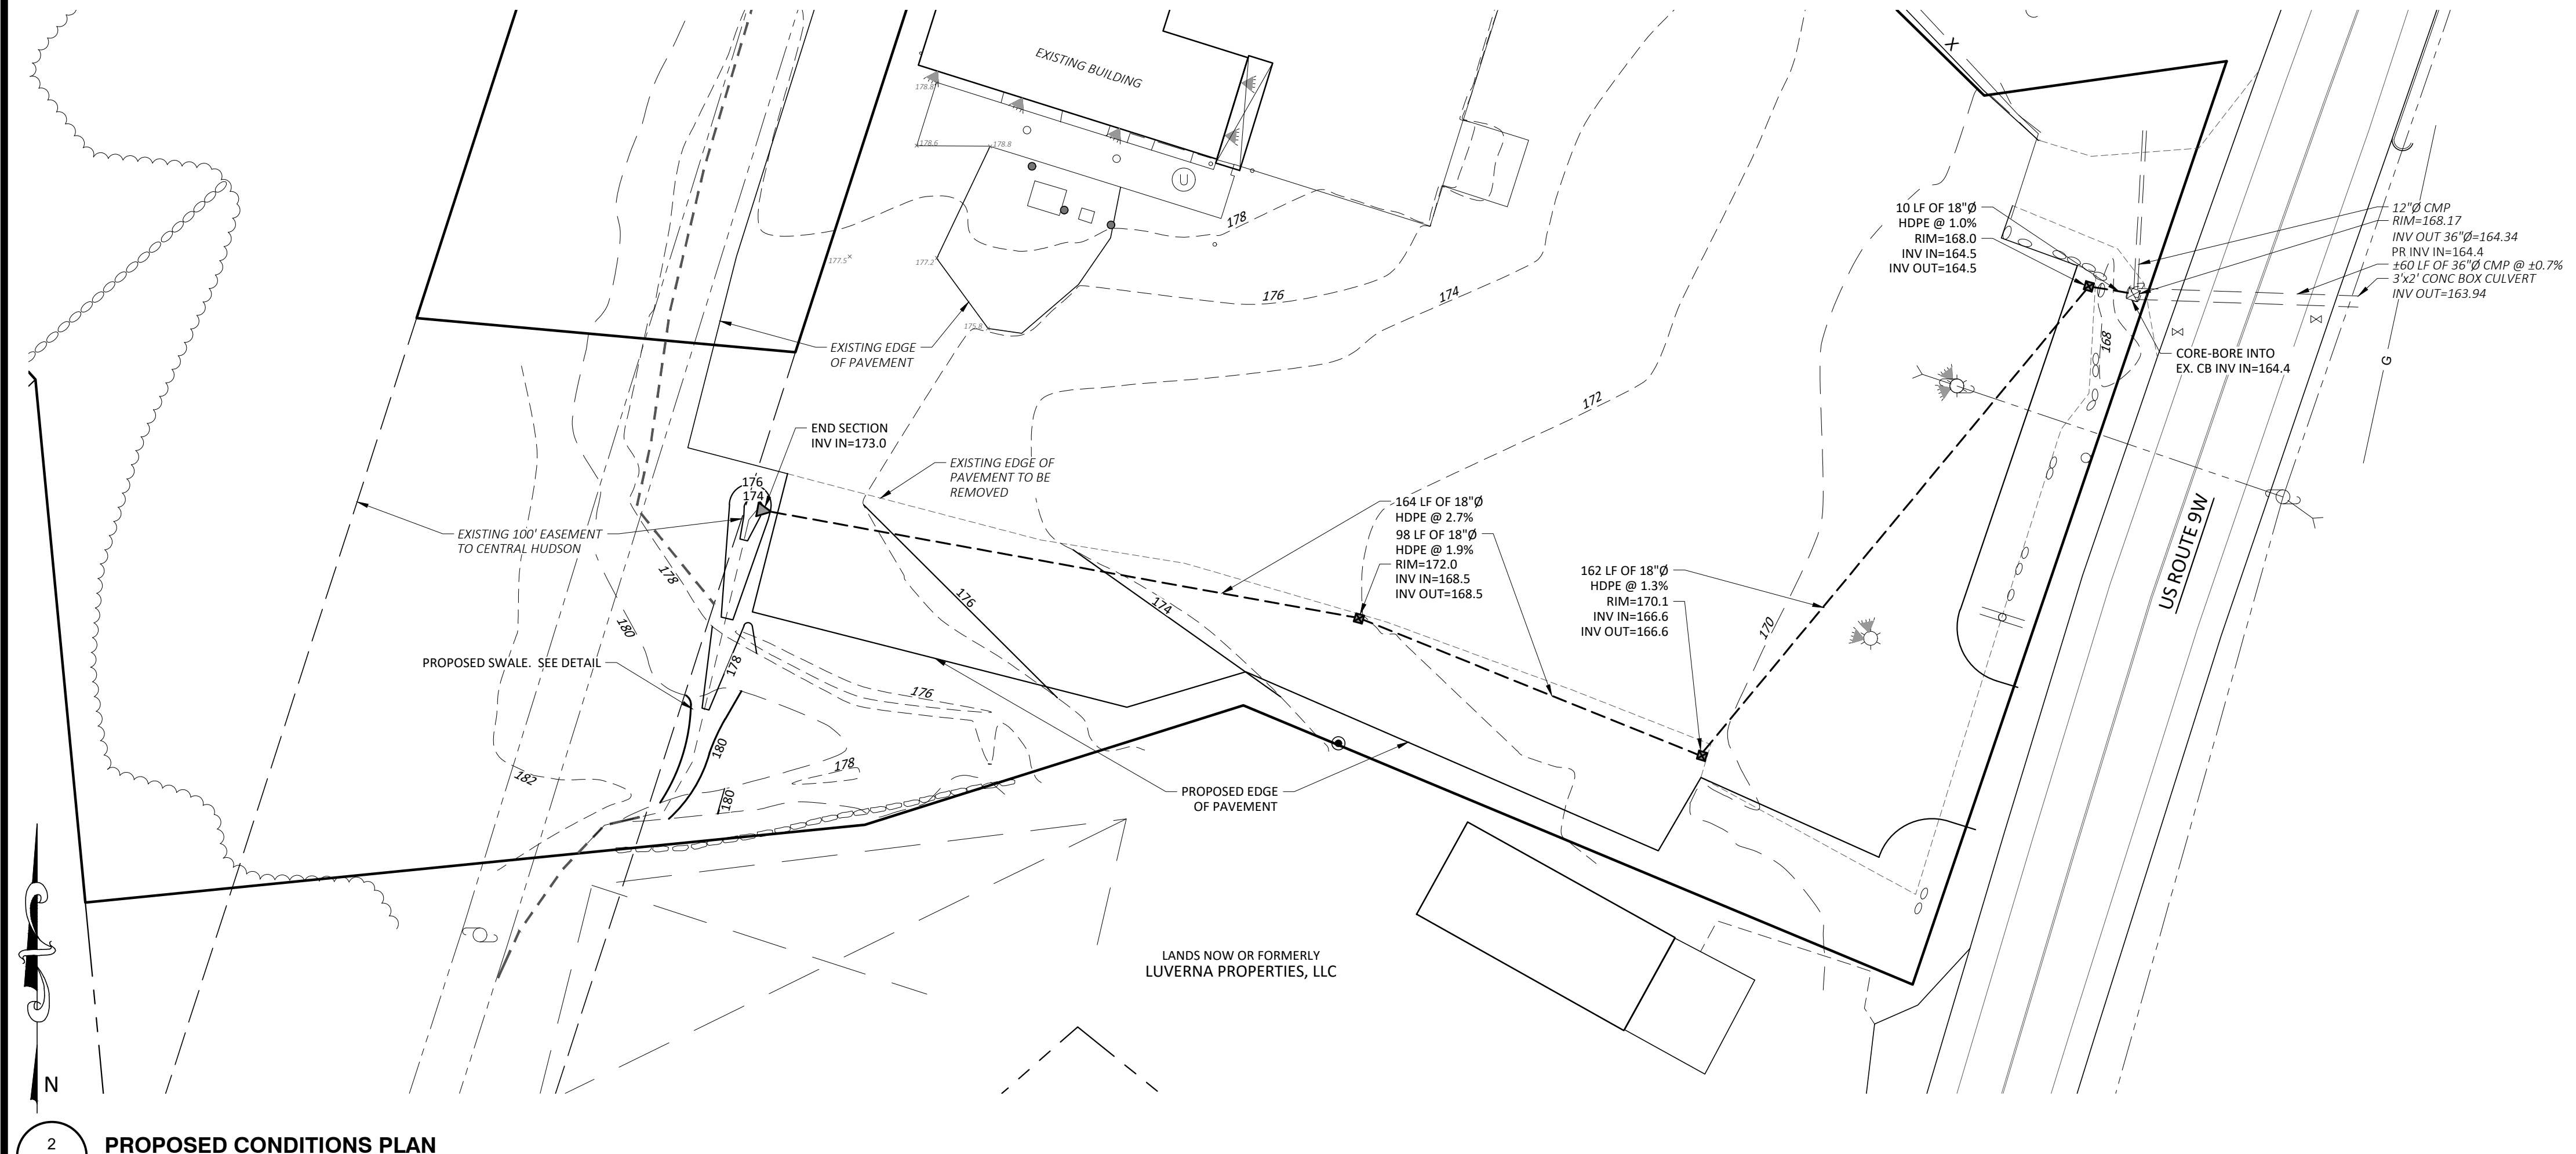 EXISTING BUILDING
178.8
178.6
178.8
U
X
177.5
177.2
175.8
178
176
174
172
10 LF OF 18"Ø
HDPE @ 1.0%
RIM=168.0
INV IN=164.5
INV OUT=164.5
12"Ø CMP
RIM=168.17
INV OUT 36"Ø=164.34
PR INV IN=164.4
±60 LF OF 36"Ø CMP @ ±0.7%
3'x2' CONC BOX CULVERT
INV OUT=163.94
168
CORE-BORE INTO
EX. CB INV IN=164.4
G
EXISTING EDGE
OF PAVEMENT
END SECTION
INV IN=173.0
EXISTING EDGE OF
PAVEMENT TO BE
REMOVED
176
174
EXISTING 100' EASEMENT
TO CENTRAL HUDSON
164 LF OF 18"Ø
HDPE @ 2.7%
98 LF OF 18"Ø
HDPE @ 1.9%
RIM=172.0
INV IN=168.5
INV OUT=168.5
162 LF OF 18"Ø
HDPE @ 1.3%
RIM=170.1
INV IN=166.6
INV OUT=166.6
US ROUTE 9W
178
180
176
174
170
PROPOSED SWALE.  SEE DETAIL
178
176
180
178
182
180
PROPOSED EDGE
OF PAVEMENT
LANDS NOW OR FORMERLY
LUVERNA PROPERTIES, LLC
N
2
PROPOSED CONDITIONS PLAN